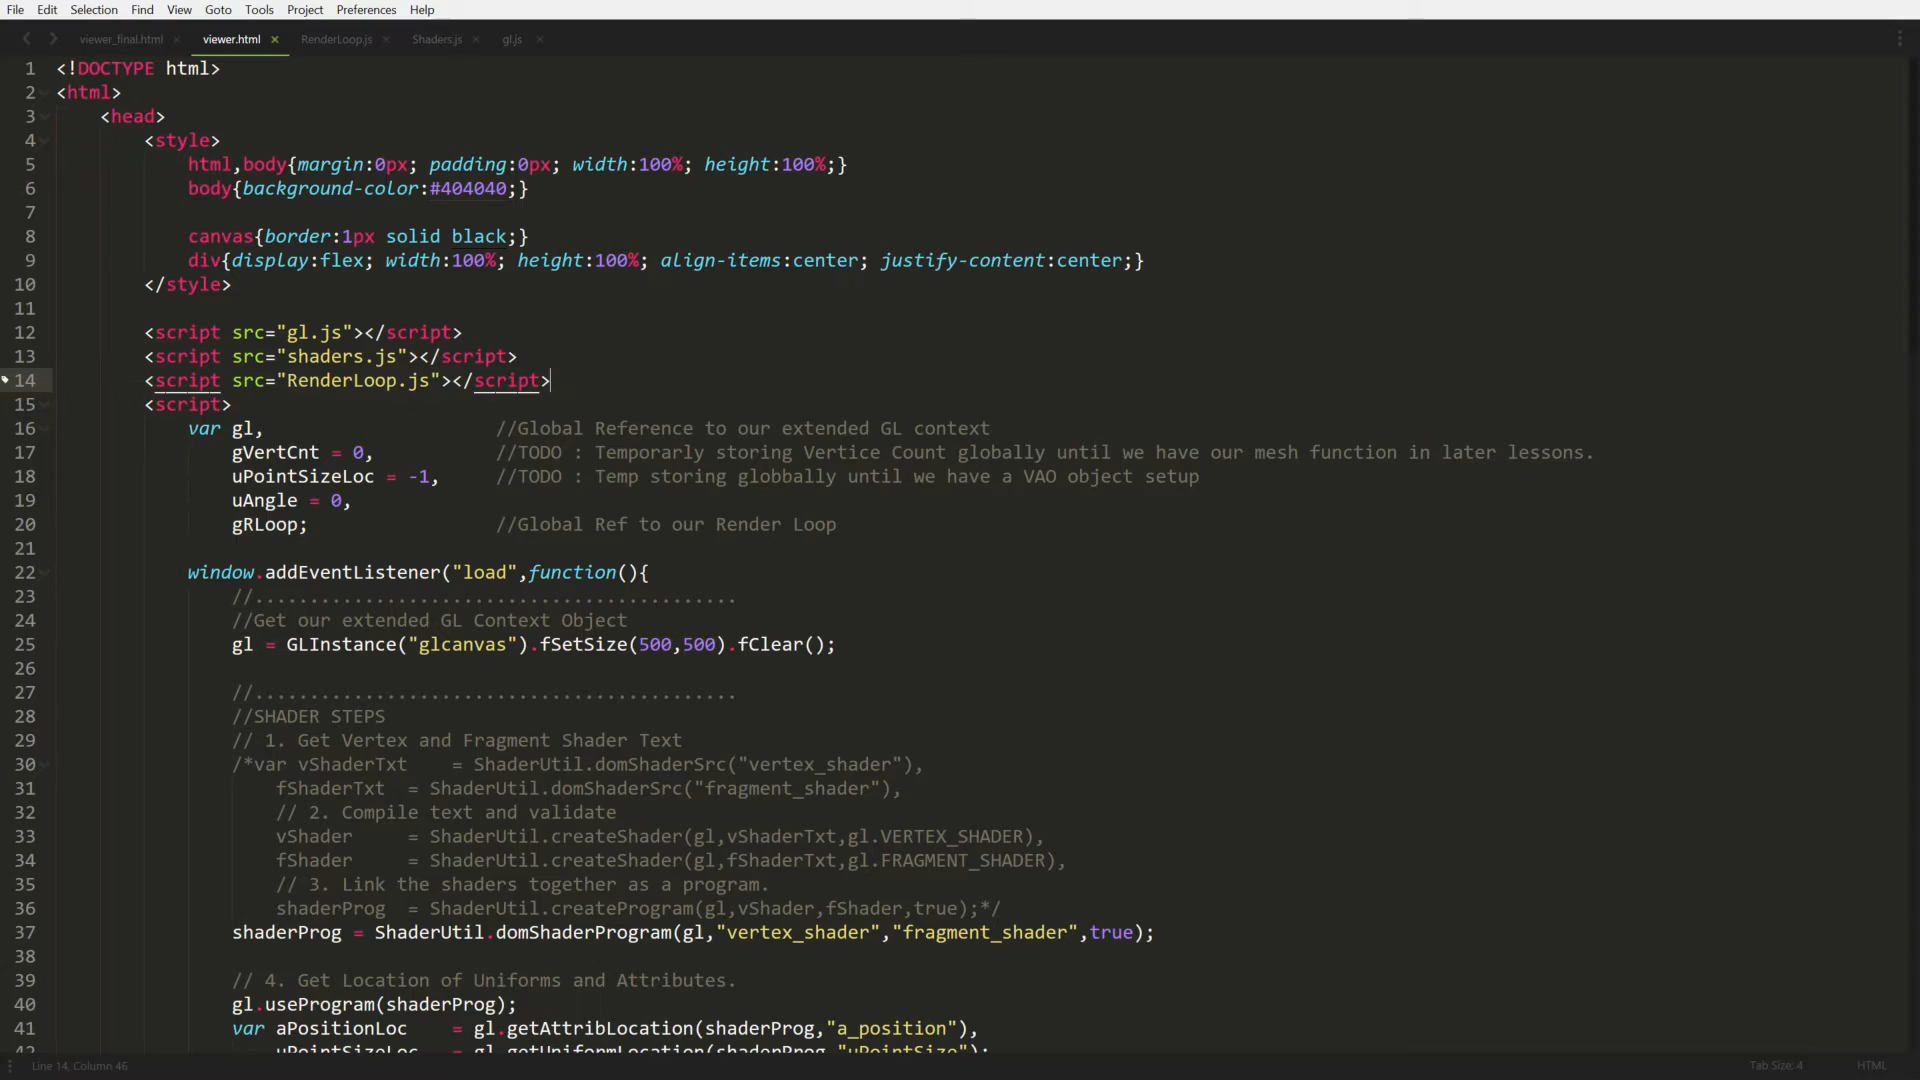 File Edit Selection Find View Goto Tools Project Preferences Help
viewer_final.html × viewer.html × RenderLoop.js × Shaders.js × gl.js ×
1 <!DOCTYPE html>
2 <html>
3 <head>
4 <style>
5 html,body{margin:0px; padding:0px; width:100%; height:100%;}
6 body{background-color:#404040;}
7
8 canvas{border:1px solid black;}
9 div{display:flex; width:100%; height:100%; align-items:center; justify-content:center;}
10 </style>
11
12 <script src="gl.js"></script>
13 <script src="shaders.js"></script>
14 <script src="RenderLoop.js"></script>
15 <script>
16 var gl, //Global Reference to our extended GL context
17 gVertCnt = 0, //TODO : Temporarly storing Vertice Count globally until we have our mesh function in later lessons.
18 uPointSizeLoc = -1, //TODO : Temp storing globbally until we have a VAO object setup
19 uAngle = 0,
20 gRLoop; //Global Ref to our Render Loop
21
22 window.addEventListener("load",function(){
23 //............................................
24 //Get our extended GL Context Object
25 gl = GLInstance("glcanvas").fSetSize(500,500).fClear();
26
27 //............................................
28 //SHADER STEPS
29 // 1. Get Vertex and Fragment Shader Text
30 /*var vShaderTxt = ShaderUtil.domShaderSrc("vertex_shader"),
31 fShaderTxt = ShaderUtil.domShaderSrc("fragment_shader"),
32 // 2. Compile text and validate
33 vShader = ShaderUtil.createShader(gl,vShaderTxt,gl.VERTEX_SHADER),
34 fShader = ShaderUtil.createShader(gl,fShaderTxt,gl.FRAGMENT_SHADER),
35 // 3. Link the shaders together as a program.
36 shaderProg = ShaderUtil.createProgram(gl,vShader,fShader,true);*/
37 shaderProg = ShaderUtil.domShaderProgram(gl,"vertex_shader","fragment_shader",true);
38
39 // 4. Get Location of Uniforms and Attributes.
40 gl.useProgram(shaderProg);
41 var aPositionLoc = gl.getAttribLocation(shaderProg,"a_position"),
42 uPointSizeLoc = gl.getUniformLocation(shaderProg,"uPointSize");
Line 14, Column 46 Tab Size: 4 HTML